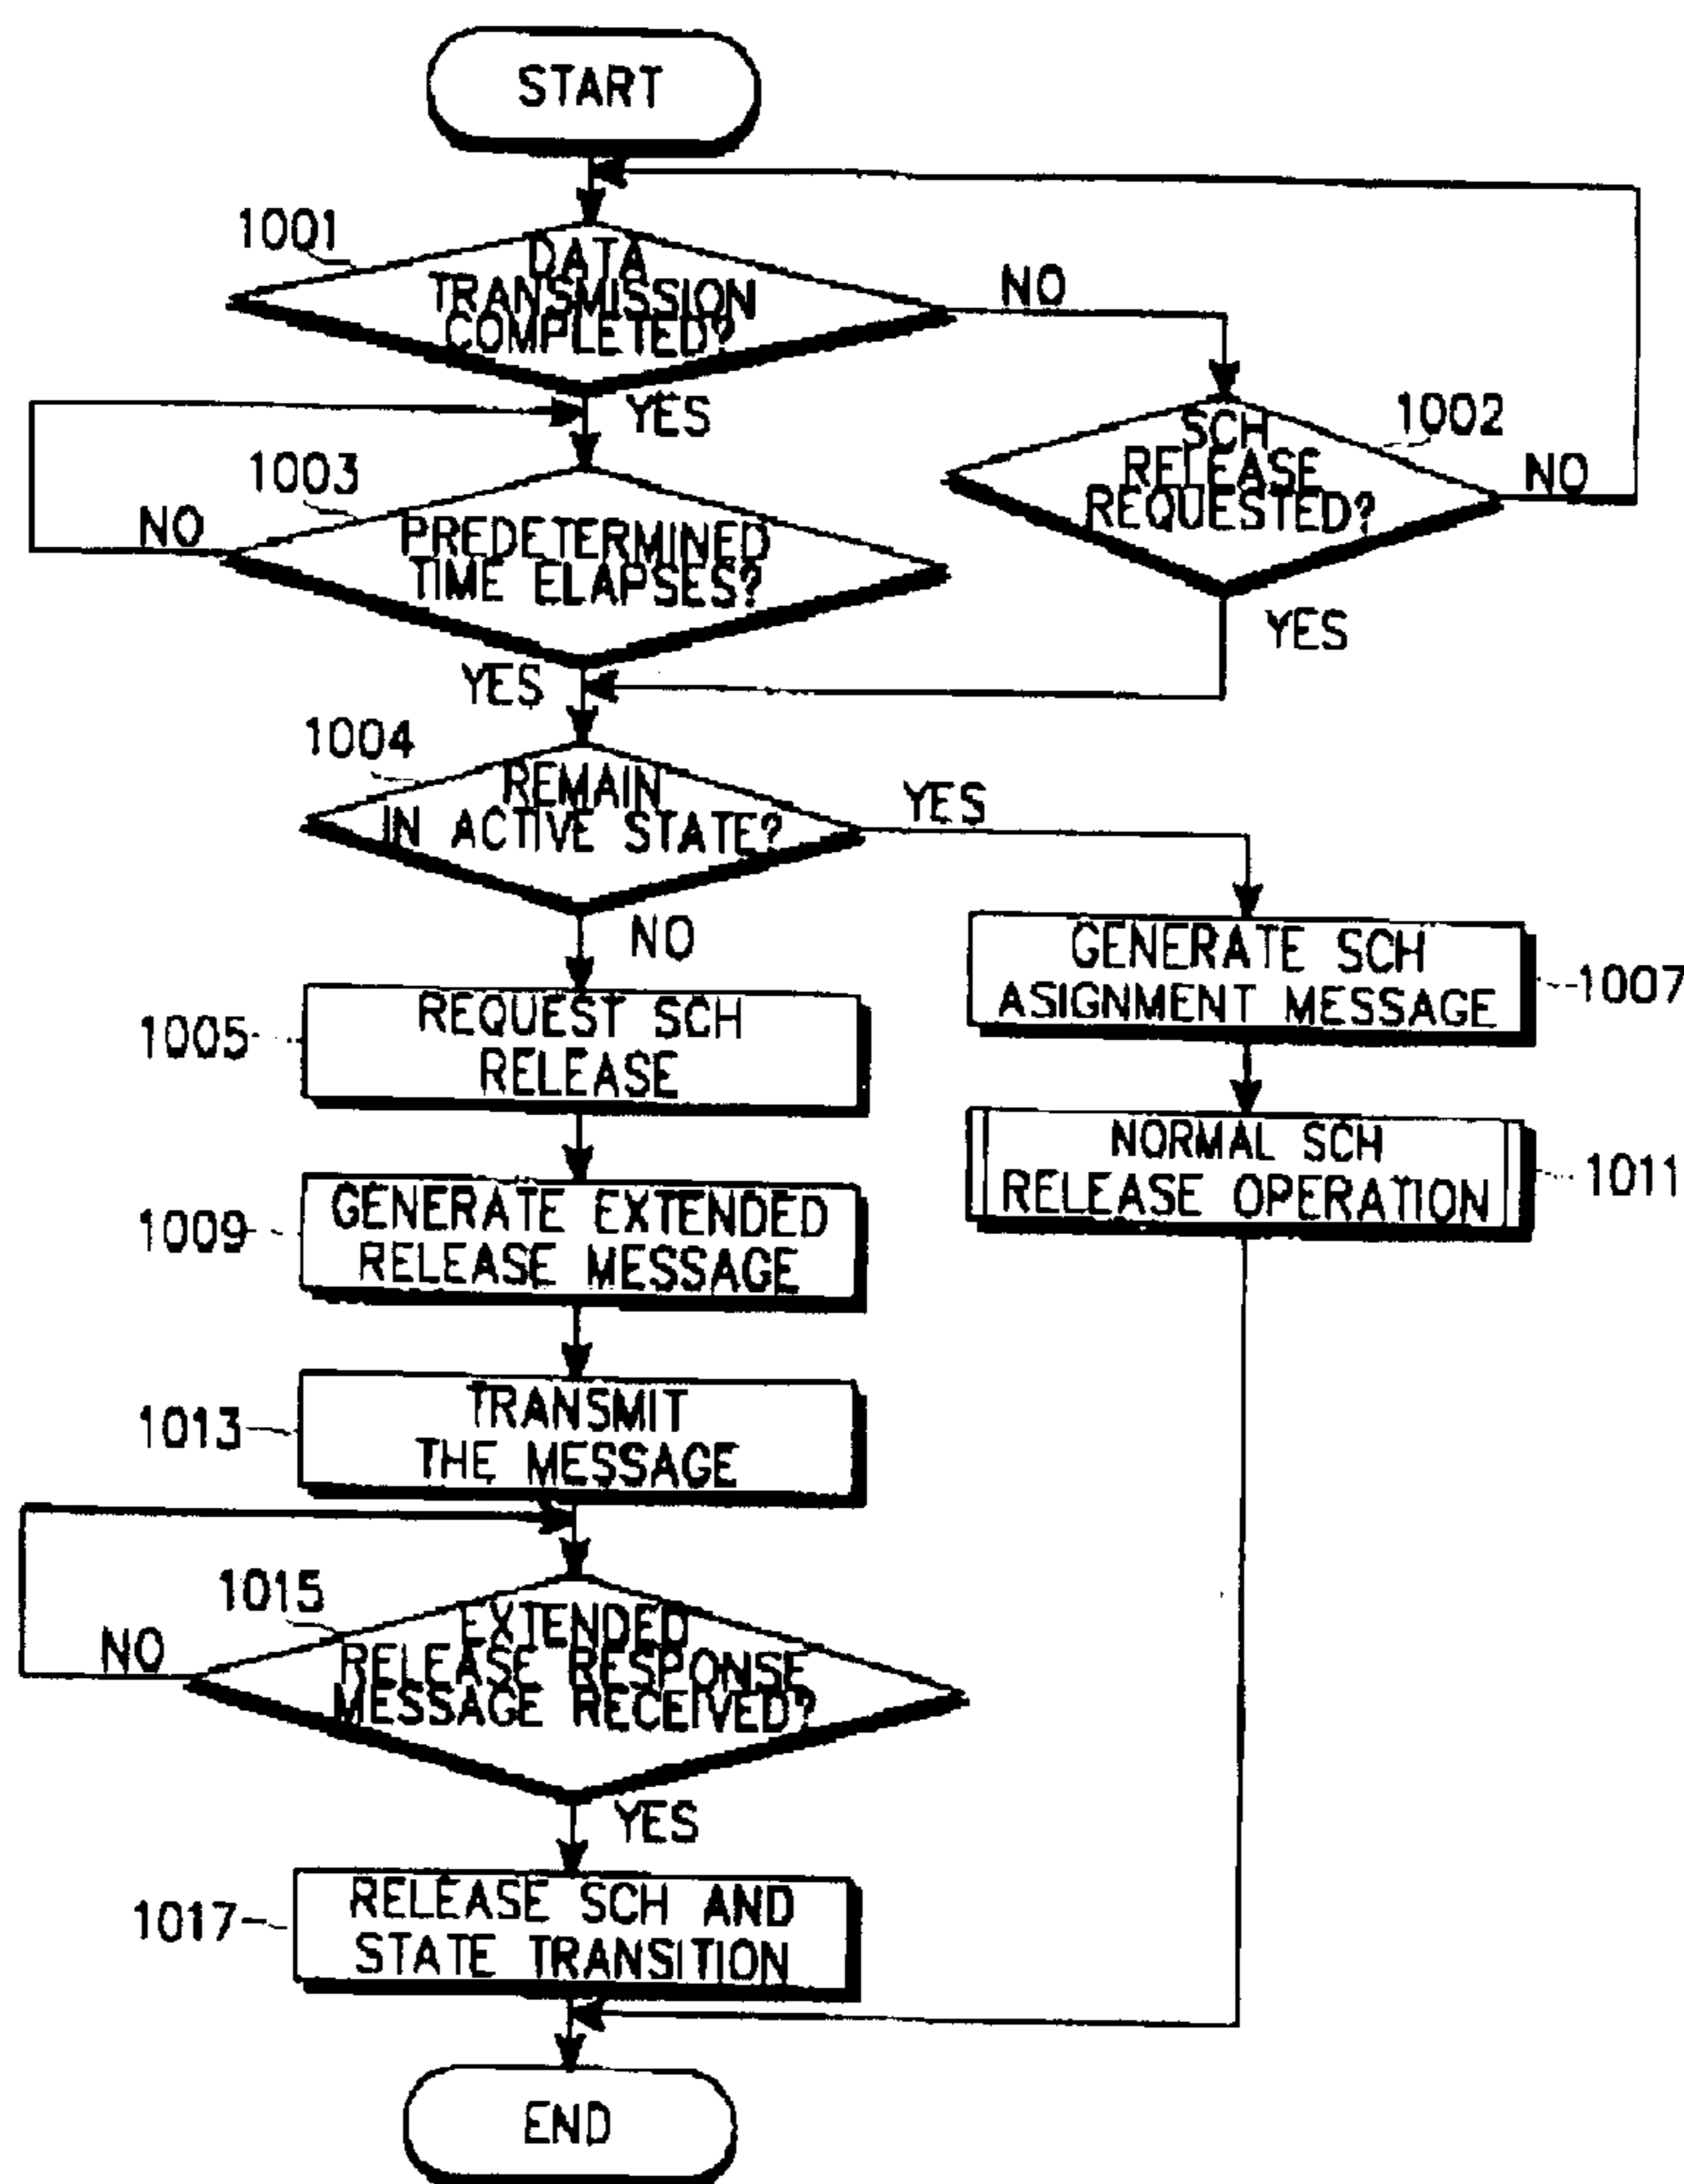 START
1001
DATA
TRANSMISSION
COMPLETED?
NO
YES
1002
SCH
RELEASE
REQUESTED?
NO
YES
1003
NO
PREDETERMINED
TIME ELAPSES?
YES
1004
REMAIN
IN ACTIVE STATE?
YES
NO
GENERATE SCH
ASIGNMENT MESSAGE
1007
1005
REQUEST SCH
RELEASE
NORMAL SCH
RELEASE OPERATION
1011
1009
GENERATE EXTENDED
RELEASE MESSAGE
1013
TRANSMIT
THE MESSAGE
1015
NO
EXTENDED
RELEASE RESPONSE
MESSAGE RECEIVED?
YES
1017
RELEASE SCH AND
STATE TRANSITION
END